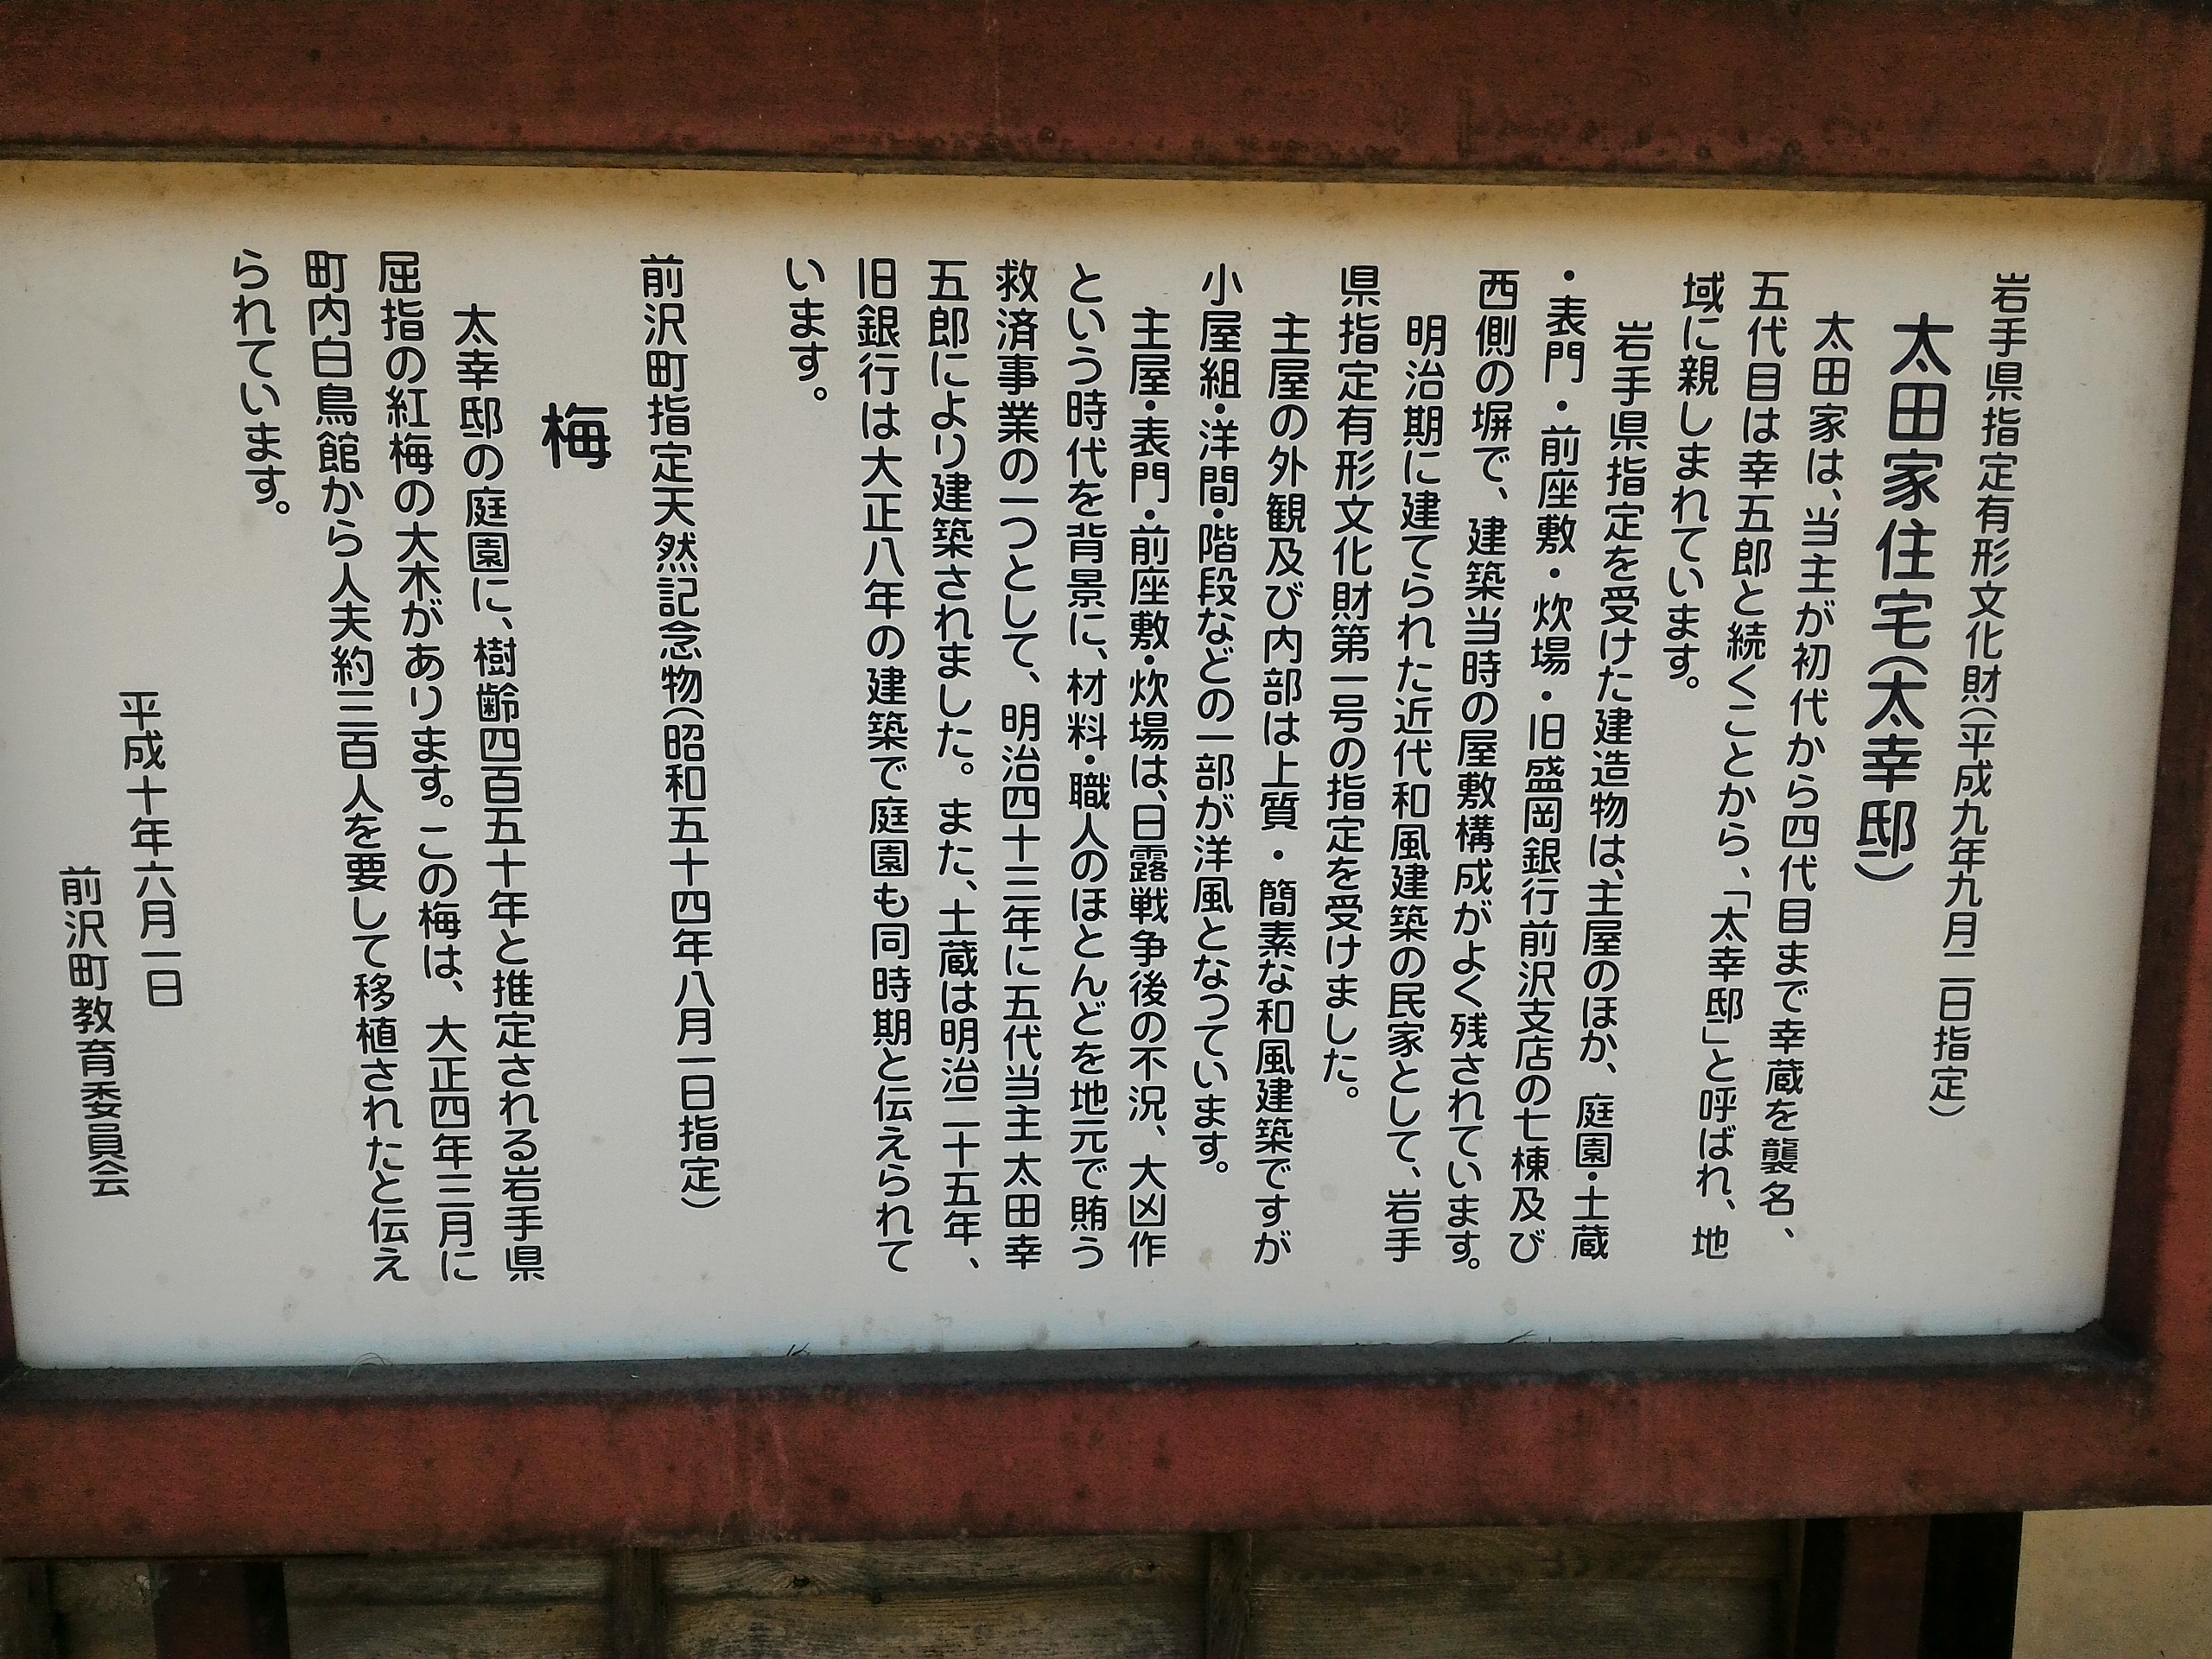 岩手県指定有形文化財(平成九年九月二日指定)
太田家住宅(太幸邸)
太田家は、当主が初代から四代目まで幸蔵を襲名、
五代目は幸五郎と続くことから、「太幸邸」と呼ばれ、地
域に親しまれています。
岩手県指定を受けた建造物は、主屋のほか、庭園・土蔵
・表門・前座敷・炊場・旧盛岡銀行前沢支店の七棟及び
西側の塀で、建築当時の屋敷構成がよく残されています。
明治期に建てられた近代和風建築の民家として、岩手
県指定有形文化財第一号の指定を受けました。
主屋の外観及び内部は上質・簡素な和風建築ですが
小屋組・洋間・階段などの一部が洋風となっています。
主屋・表門・前座敷・炊場は、日露戦争後の不況、大凶作
という時代を背景に、材料・職人のほとんどを地元で賄う
救済事業の一つとして、明治四十三年に五代当主太田幸
五郎により建築されました。また、土蔵は明治二十五年、
旧銀行は大正八年の建築で庭園も同時期と伝えられて
います。
前沢町指定天然記念物(昭和五十四年八月一日指定)
梅
太幸邸の庭園に、樹齢四百五十年と推定される岩手県
屈指の紅梅の大木があります。この梅は、大正四年三月に
町内白鳥館から人夫約三百人を要して移植されたと伝え
られています。
平成十年六月一日
前沢町教育委員会